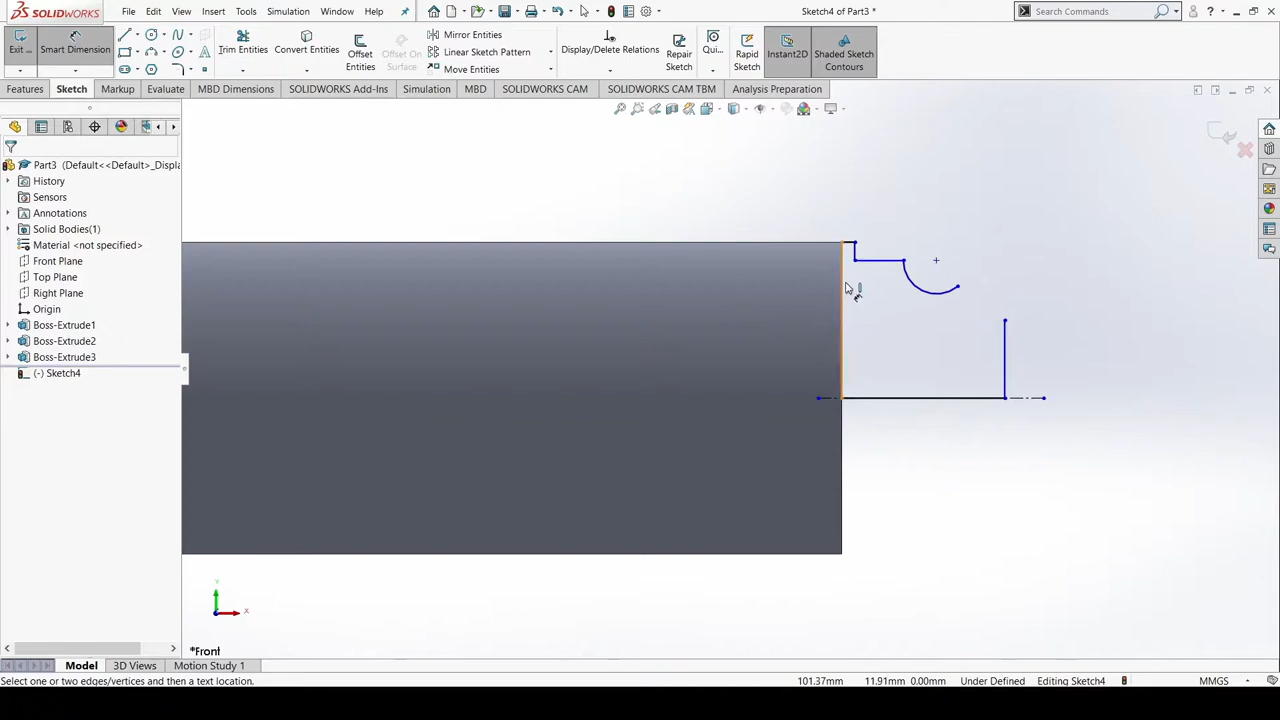 SOLIDWORKS File Edit View Insert Tools Simulation Window Help Sketch4 of Part3 * Search Commands
Exit ... Smart Dimension Trim Entities Convert Entities Offset Entities Offset On Surface Mirror Entities Linear Sketch Pattern Move Entities Display/Delete Relations Repair Sketch Qui... Rapid Sketch Instant2D Shaded Sketch Contours
Features Sketch Markup Evaluate MBD Dimensions SOLIDWORKS Add-Ins Simulation MBD SOLIDWORKS CAM SOLIDWORKS CAM TBM Analysis Preparation
Part3 (Default<<Default>_Displa
History
Sensors
Annotations
Solid Bodies(1)
Material <not specified>
Front Plane
Top Plane
Right Plane
Origin
Boss-Extrude1
Boss-Extrude2
Boss-Extrude3
(-) Sketch4
Y
X
*Front
Model 3D Views Motion Study 1
Select one or two edges/vertices and then a text location. 101.37mm 11.91mm 0.00mm Under Defined Editing Sketch4 MMGS